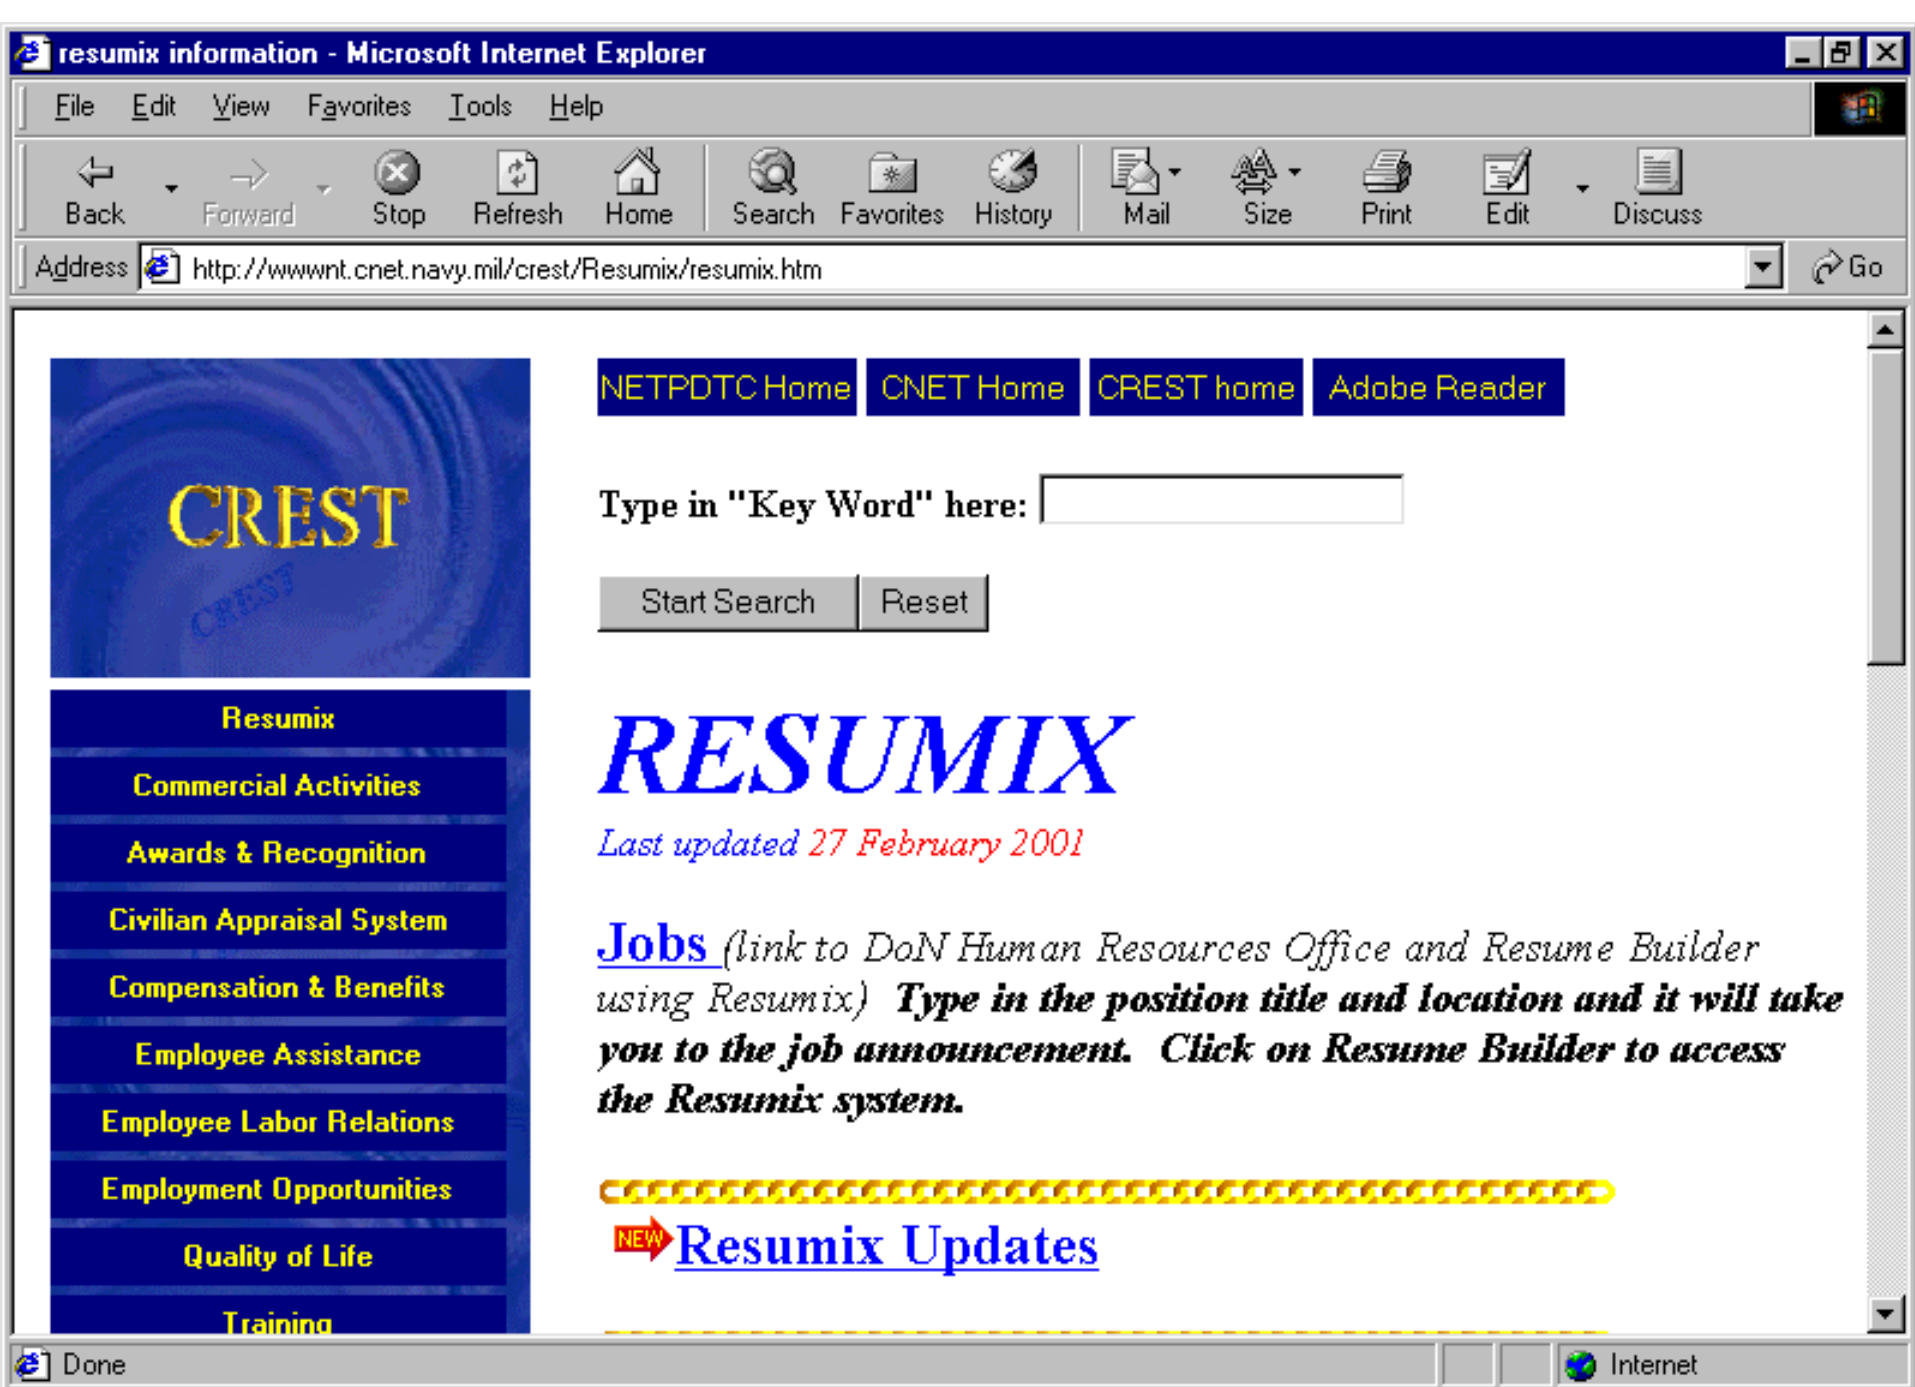 resumix information - Microsoft Internet Explorer
File Edit View Favorites Tools Help
Back Forward Stop Refresh Home Search Favorites History Mail Size Print Edit Discuss
Address http://wwwnt.cnet.navy.mil/crest/Resumix/resumix.htm Go
NETPDTC Home CNET Home CREST home Adobe Reader
CREST
CREST
Type in "Key Word" here:
Start Search Reset
Resumix
Commercial Activities
Awards & Recognition
Civilian Appraisal System
Compensation & Benefits
Employee Assistance
Employee Labor Relations
Employment Opportunities
Quality of Life
Training
RESUMIX
Last updated 27 February 2001
Jobs (link to DoN Human Resources Office and Resume Builder
using Resumix) Type in the position title and location and it will take
you to the job announcement. Click on Resume Builder to access
the Resumix system.
NEW Resumix Updates
Done Internet